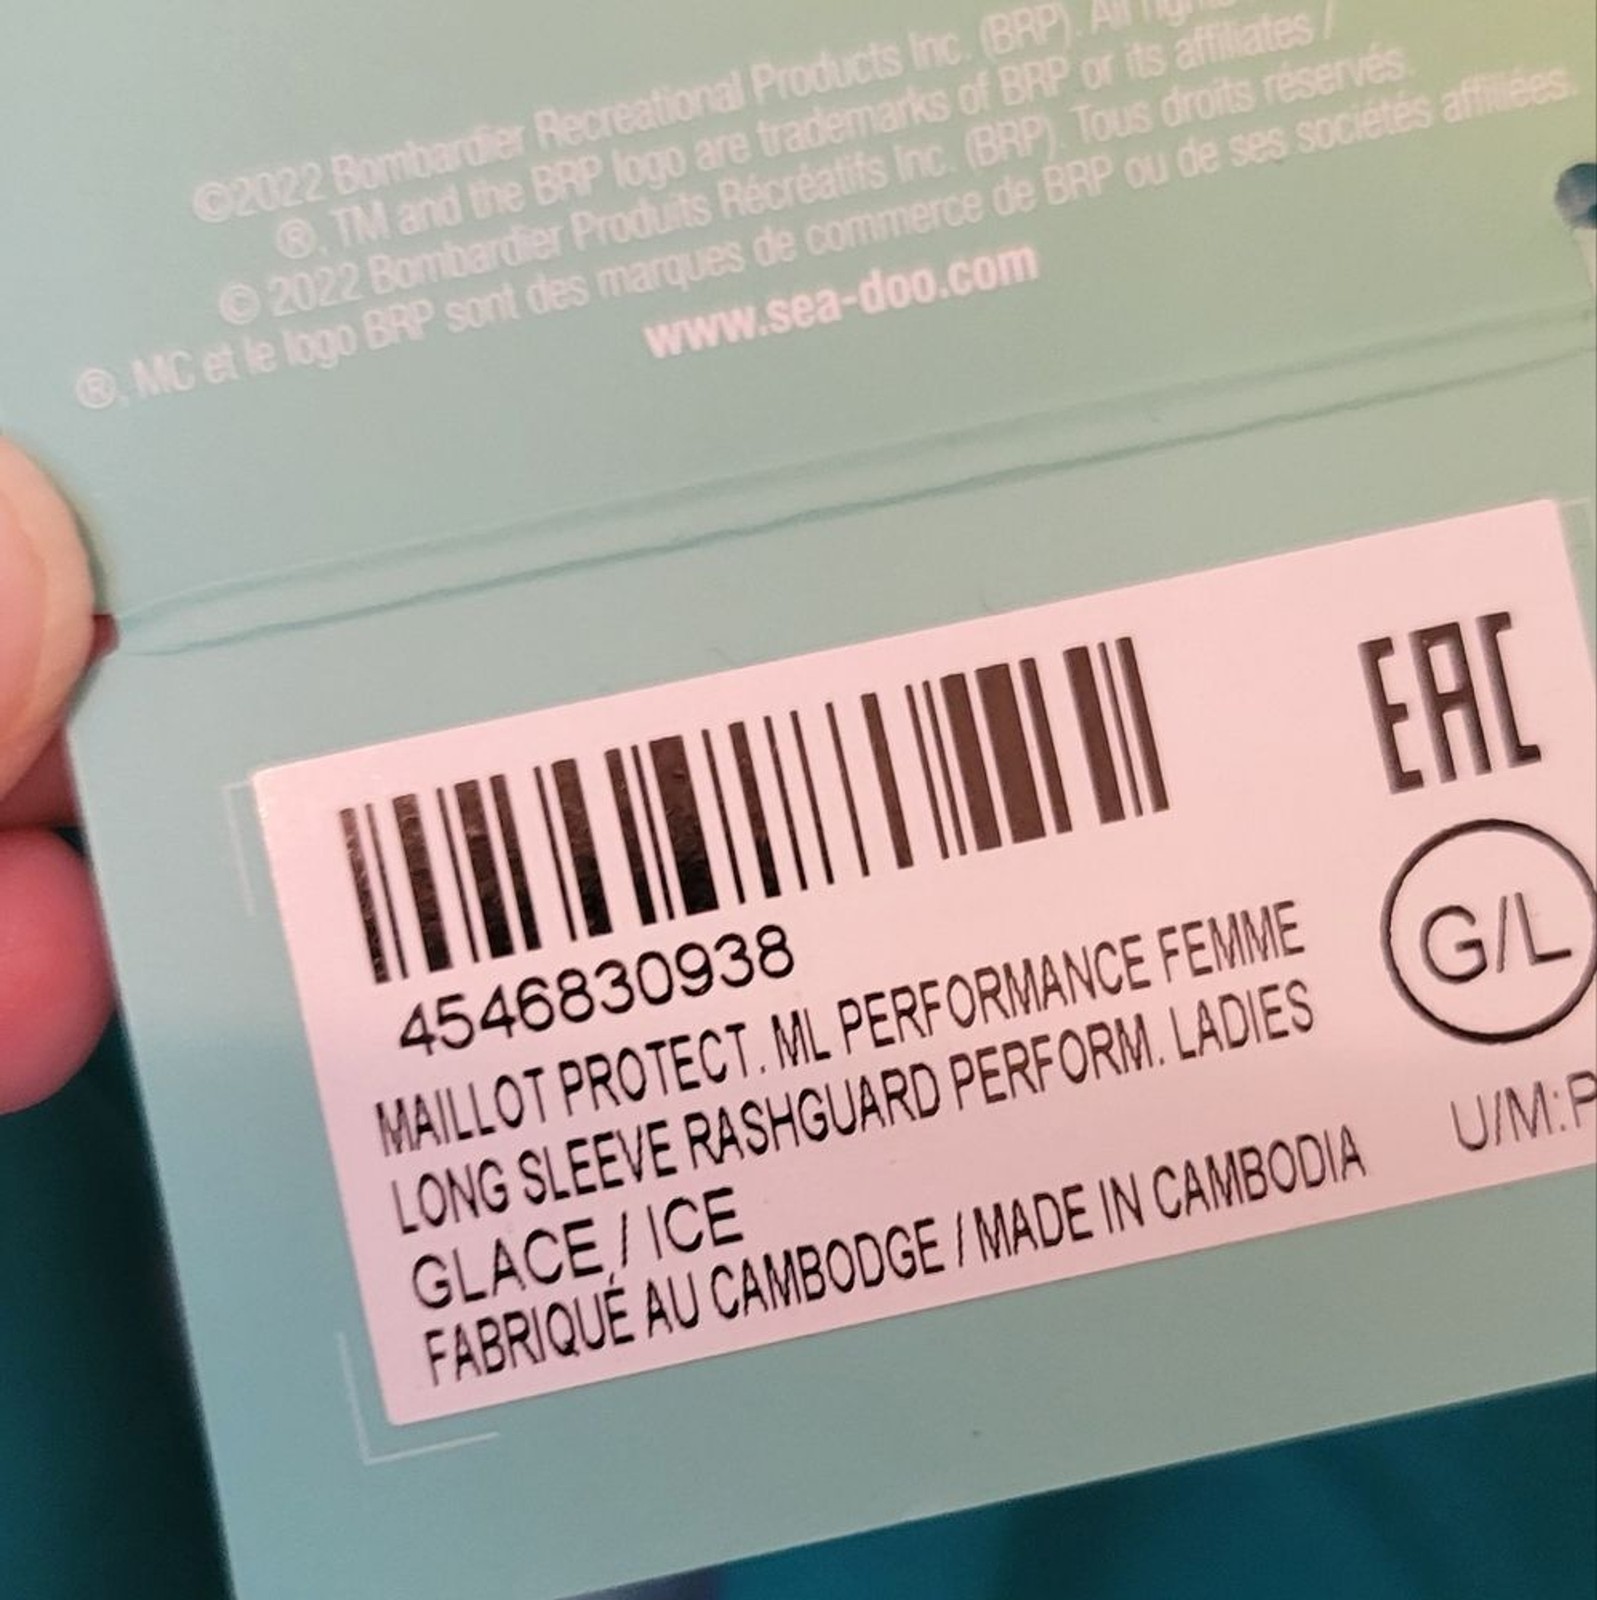 ©2022 Bombardier Recreational Products Inc. (BRP). All rights
®, TM and the BRP logo are trademarks of BRP or its affiliates /
© 2022 Bombardier Produits Récréatifs Inc. (BRP). Tous droits réservés.
®, MC et le logo BRP sont des marques de commerce de BRP ou de ses sociétés affiliées.
www.sea-doo.com
EAC
4546830938
G/L
MAILLOT PROTECT. ML PERFORMANCE FEMME
LONG SLEEVE RASHGUARD PERFORM. LADIES
GLACE / ICE
U/M:P
FABRIQUÉ AU CAMBODGE / MADE IN CAMBODIA